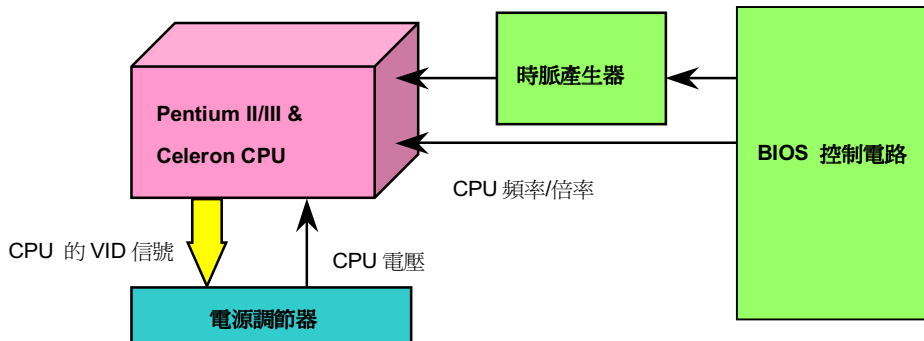 時脈產生器
Pentium II/III &
Celeron CPU
BIOS 控制電路
CPU 頻率/倍率
CPU 的 VID 信號
CPU 電壓
電源調節器